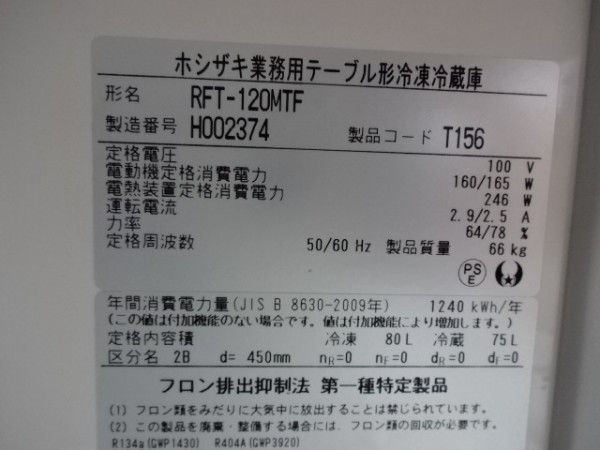 ホシザキ業務用テーブル形冷凍冷蔵庫
形名 RFT-120MTF
製造番号 H002374 製品コード T156
定格電圧 100 V
電動機定格消費電力 160/165 W
電熱装置定格消費電力 246 W
運転電流 2.9/2.5 A
力率 64/78 %
定格周波数 50/60 Hz 製品質量 66 kg
PS E
年間消費電力量(JIS B 8630-2009年) 1240 kWh/年
(この値は付加機能のない場合です。値は付加機能により増加します。)
定格内容積 冷凍 80L 冷蔵 75L
区分名 2B d= 450mm nR=0 nF=0 dR=0 dF=0
フロン排出抑制法 第一種特定製品
(1) フロン類をみだりに大気中に放出することは禁じられています。
(2) この製品を廃棄・整備する場合には、フロン類の回収が必要です。
R134a(GWP1430) R404A(GWP3920)